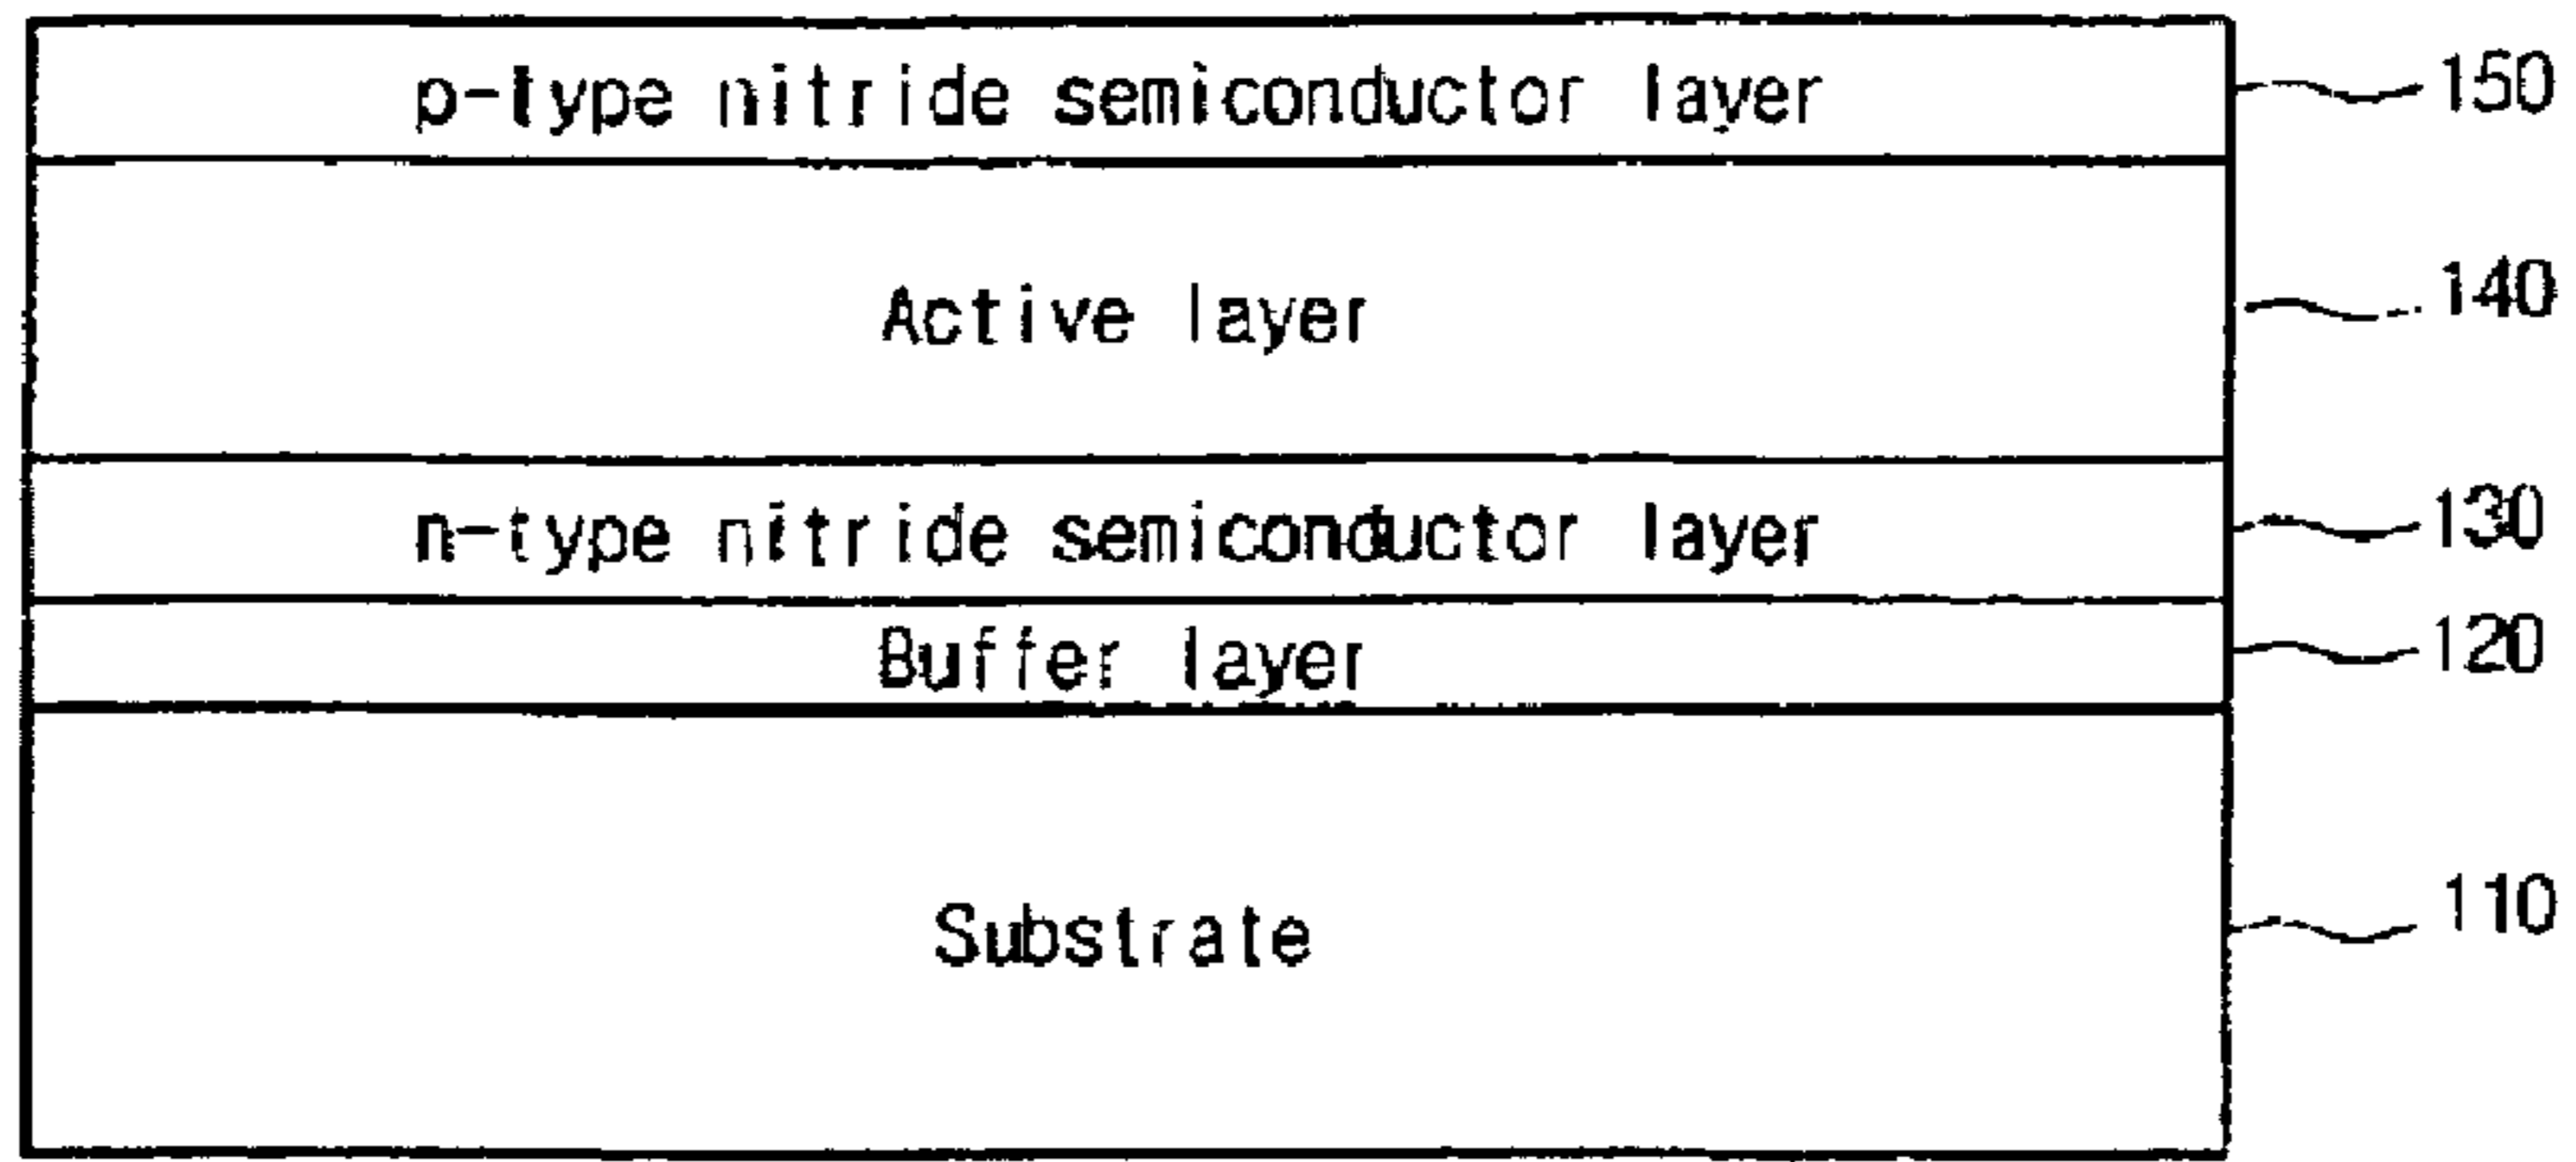 p-type nitride semiconductor layer 150
Active layer 140
n-type nitride semiconductor layer 130
Buffer layer 120
Substrate 110